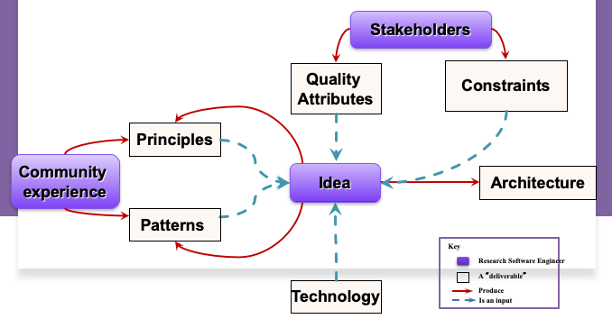 Stakeholders
Quality
Attributes
Constraints
Principles
Community
experience
Idea
Architecture
Patterns
Technology
Key
Research Software Engineer
A "deliverable"
Produce
Is an input